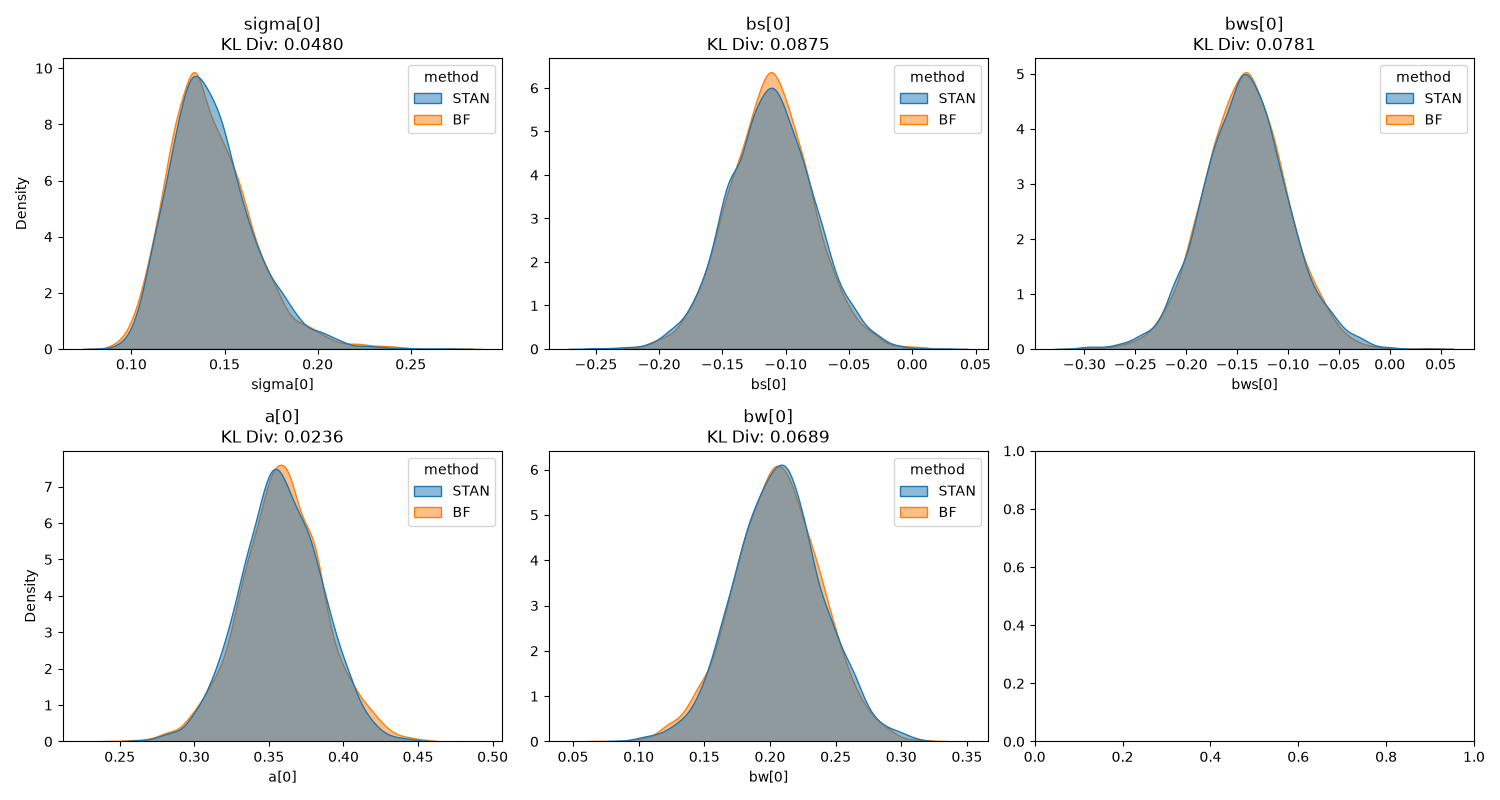 sigma[0]
KL Div: 0.0480
10
8
6
4
2
0
Density
0.10
0.15
0.20
0.25
sigma[0]
method
STAN
BF
bs[0]
KL Div: 0.0875
6
5
4
3
2
1
0
−0.25
−0.20
−0.15
−0.10
−0.05
0.00
0.05
bs[0]
method
STAN
BF
bws[0]
KL Div: 0.0781
5
4
3
2
1
0
−0.30
−0.25
−0.20
−0.15
−0.10
−0.05
0.00
0.05
bws[0]
method
STAN
BF
a[0]
KL Div: 0.0236
7
6
5
4
3
2
1
0
Density
0.25
0.30
0.35
0.40
0.45
0.50
a[0]
method
STAN
BF
bw[0]
KL Div: 0.0689
6
5
4
3
2
1
0
0.05
0.10
0.15
0.20
0.25
0.30
0.35
bw[0]
method
STAN
BF
1.0
0.8
0.6
0.4
0.2
0.0
0.0
0.2
0.4
0.6
0.8
1.0